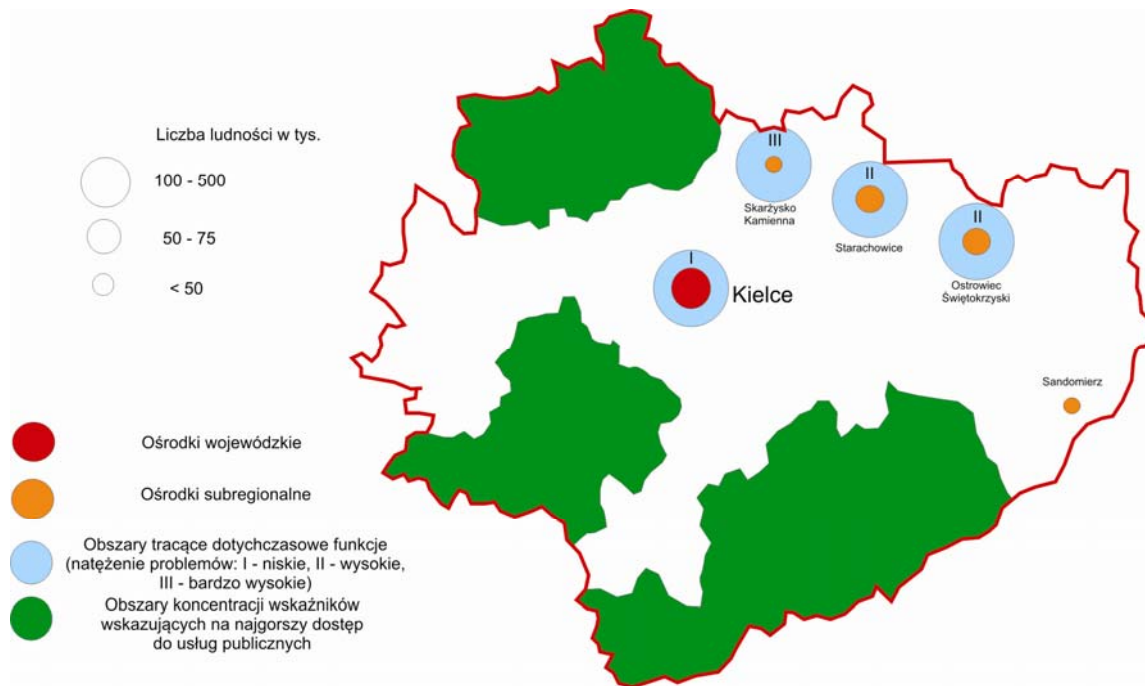 Liczba ludności w tys.
100 - 500
50 - 75
< 50
III
Skarżysko
Kamienna
II
Starachowice
II
Ostrowiec
Świętokrzyski
I
Kielce
Sandomierz
Ośrodki wojewódzkie
Ośrodki subregionalne
Obszary tracące dotychczasowe funkcje
(natężenie problemów: I - niskie, II - wysokie,
III - bardzo wysokie)
Obszary koncentracji wskaźników
wskazujących na najgorszy dostęp
do usług publicznych